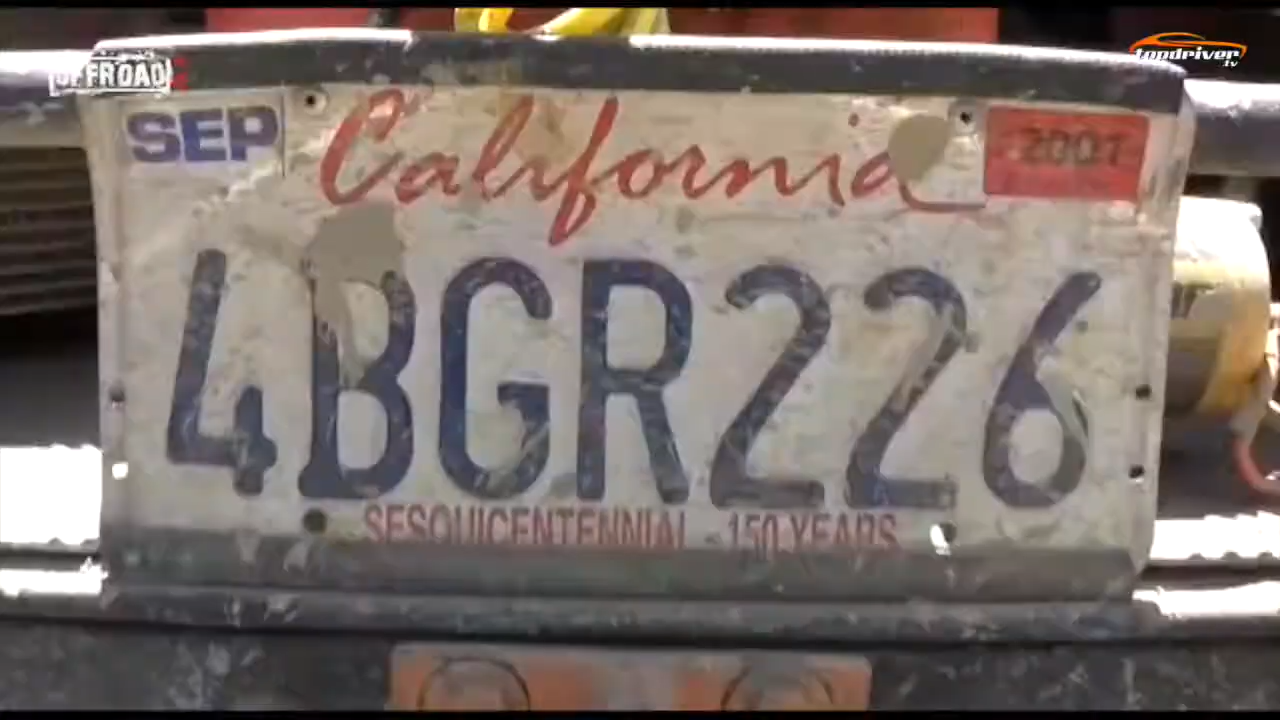 OFFROAD
topdriver
.tv
SEP
California
2001
4BGR226
SESQUICENTENNIAL - 150 YEARS